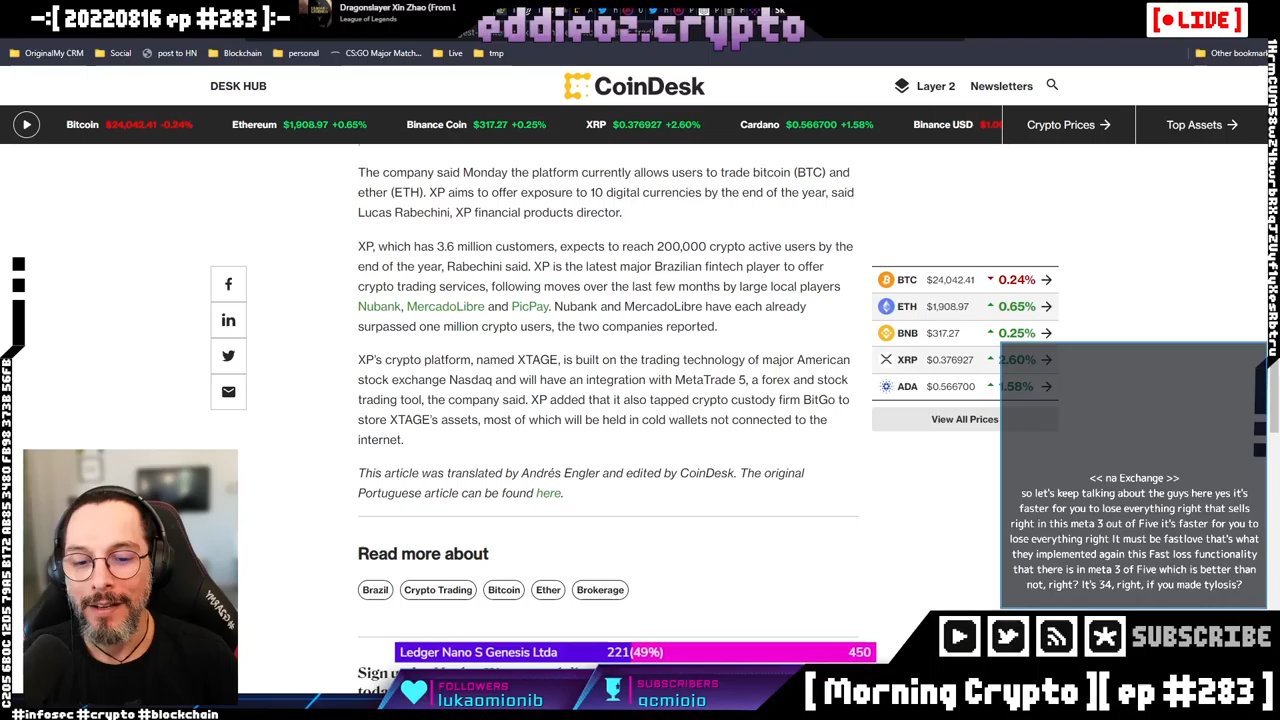 -:[ 20220816 ep #283 ]:-
Dragonslayer Xin Zhao (From L
League of Legends
eddieoz.crypto
[ LIVE ]
OriginalMy CRM
Social
post to HN
Blockchain
personal
CS:GO Major Match...
Live
tmp
Other bookmar
DESK HUB
CoinDesk
Layer 2
Newsletters
Bitcoin $24,042.41 -0.24%
Ethereum $1,908.97 +0.65%
Binance Coin $317.27 +0.25%
XRP $0.376927 +2.60%
Cardano $0.566700 +1.58%
Binance USD $1.0
Crypto Prices
Top Assets
The company said Monday the platform currently allows users to trade bitcoin (BTC) and
ether (ETH). XP aims to offer exposure to 10 digital currencies by the end of the year, said
Lucas Rabechini, XP financial products director.
XP, which has 3.6 million customers, expects to reach 200,000 crypto active users by the
end of the year, Rabechini said. XP is the latest major Brazilian fintech player to offer
crypto trading services, following moves over the last few months by large local players
Nubank, MercadoLibre and PicPay. Nubank and MercadoLibre have each already
surpassed one million crypto users, the two companies reported.
XP's crypto platform, named XTAGE, is built on the trading technology of major American
stock exchange Nasdaq and will have an integration with MetaTrade 5, a forex and stock
trading tool, the company said. XP added that it also tapped crypto custody firm BitGo to
store XTAGE's assets, most of which will be held in cold wallets not connected to the
internet.
This article was translated by Andrés Engler and edited by CoinDesk. The original
Portuguese article can be found here.
BTC $24,042.41 0.24%
ETH $1,908.97 0.65%
BNB $317.27 0.25%
XRP $0.376927 2.60%
ADA $0.566700 1.58%
View All Prices
<< na Exchange >>
so let's keep talking about the guys here yes it's
faster for you to lose everything right that sells
right in this meta 3 out of Five it's faster for you to
lose everything right It must be fastlove that's what
they implemented again this Fast loss functionality
that there is in meta 3 of Five which is better than
not, right? It's 34, right, if you made tylosis?
Read more about
Brazil
Crypto Trading
Bitcoin
Ether
Brokerage
Ledger Nano S Genesis Ltda 221(49%) 450
FOLLOWERS
lukaomionib
SUBSCRIBERS
gcmiojo
SUBSCRIBE
[ Morning Crypto ][ ep #283 ]
#infosec #crypto #blockchain